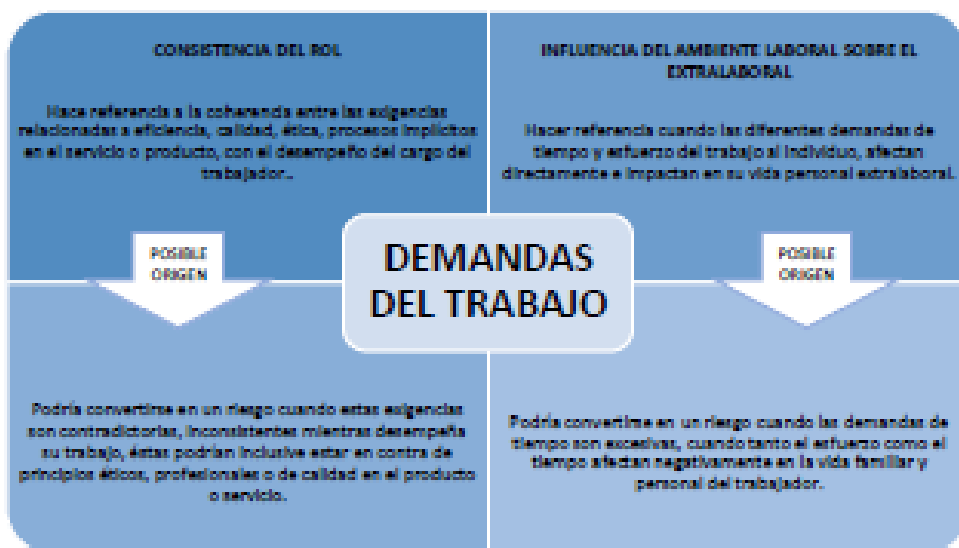 CONSISTENCIA DEL ROL
Hace referencia a la coherencia entre las exigencias
relacionadas a eficiencia, calidad, ética, procesos implícitos
en el servicio o producto, con el desempeño del cargo del
trabajador..
INFLUENCIA DEL AMBIENTE LABORAL SOBRE EL
EXTRALABORAL
Hacer referencia cuando las diferentes demandas de
tiempo y esfuerzo del trabajo al individuo, afectan
directamente e impactan en su vida personal extralaboral.
POSIBLE
ORIGEN
DEMANDAS
DEL TRABAJO
POSIBLE
ORIGEN
Podría convertirse en un riesgo cuando estas exigencias
son contradictorias, inconsistentes mientras desempeña
su trabajo, éstas podrían inclusive estar en contra de
principios éticos, profesionales o de calidad en el producto
o servicio.
Podría convertirse en un riesgo cuando las demandas de
tiempo son excesivas, cuando tanto el esfuerzo como el
tiempo afectan negativamente en la vida familiar y
personal del trabajador.